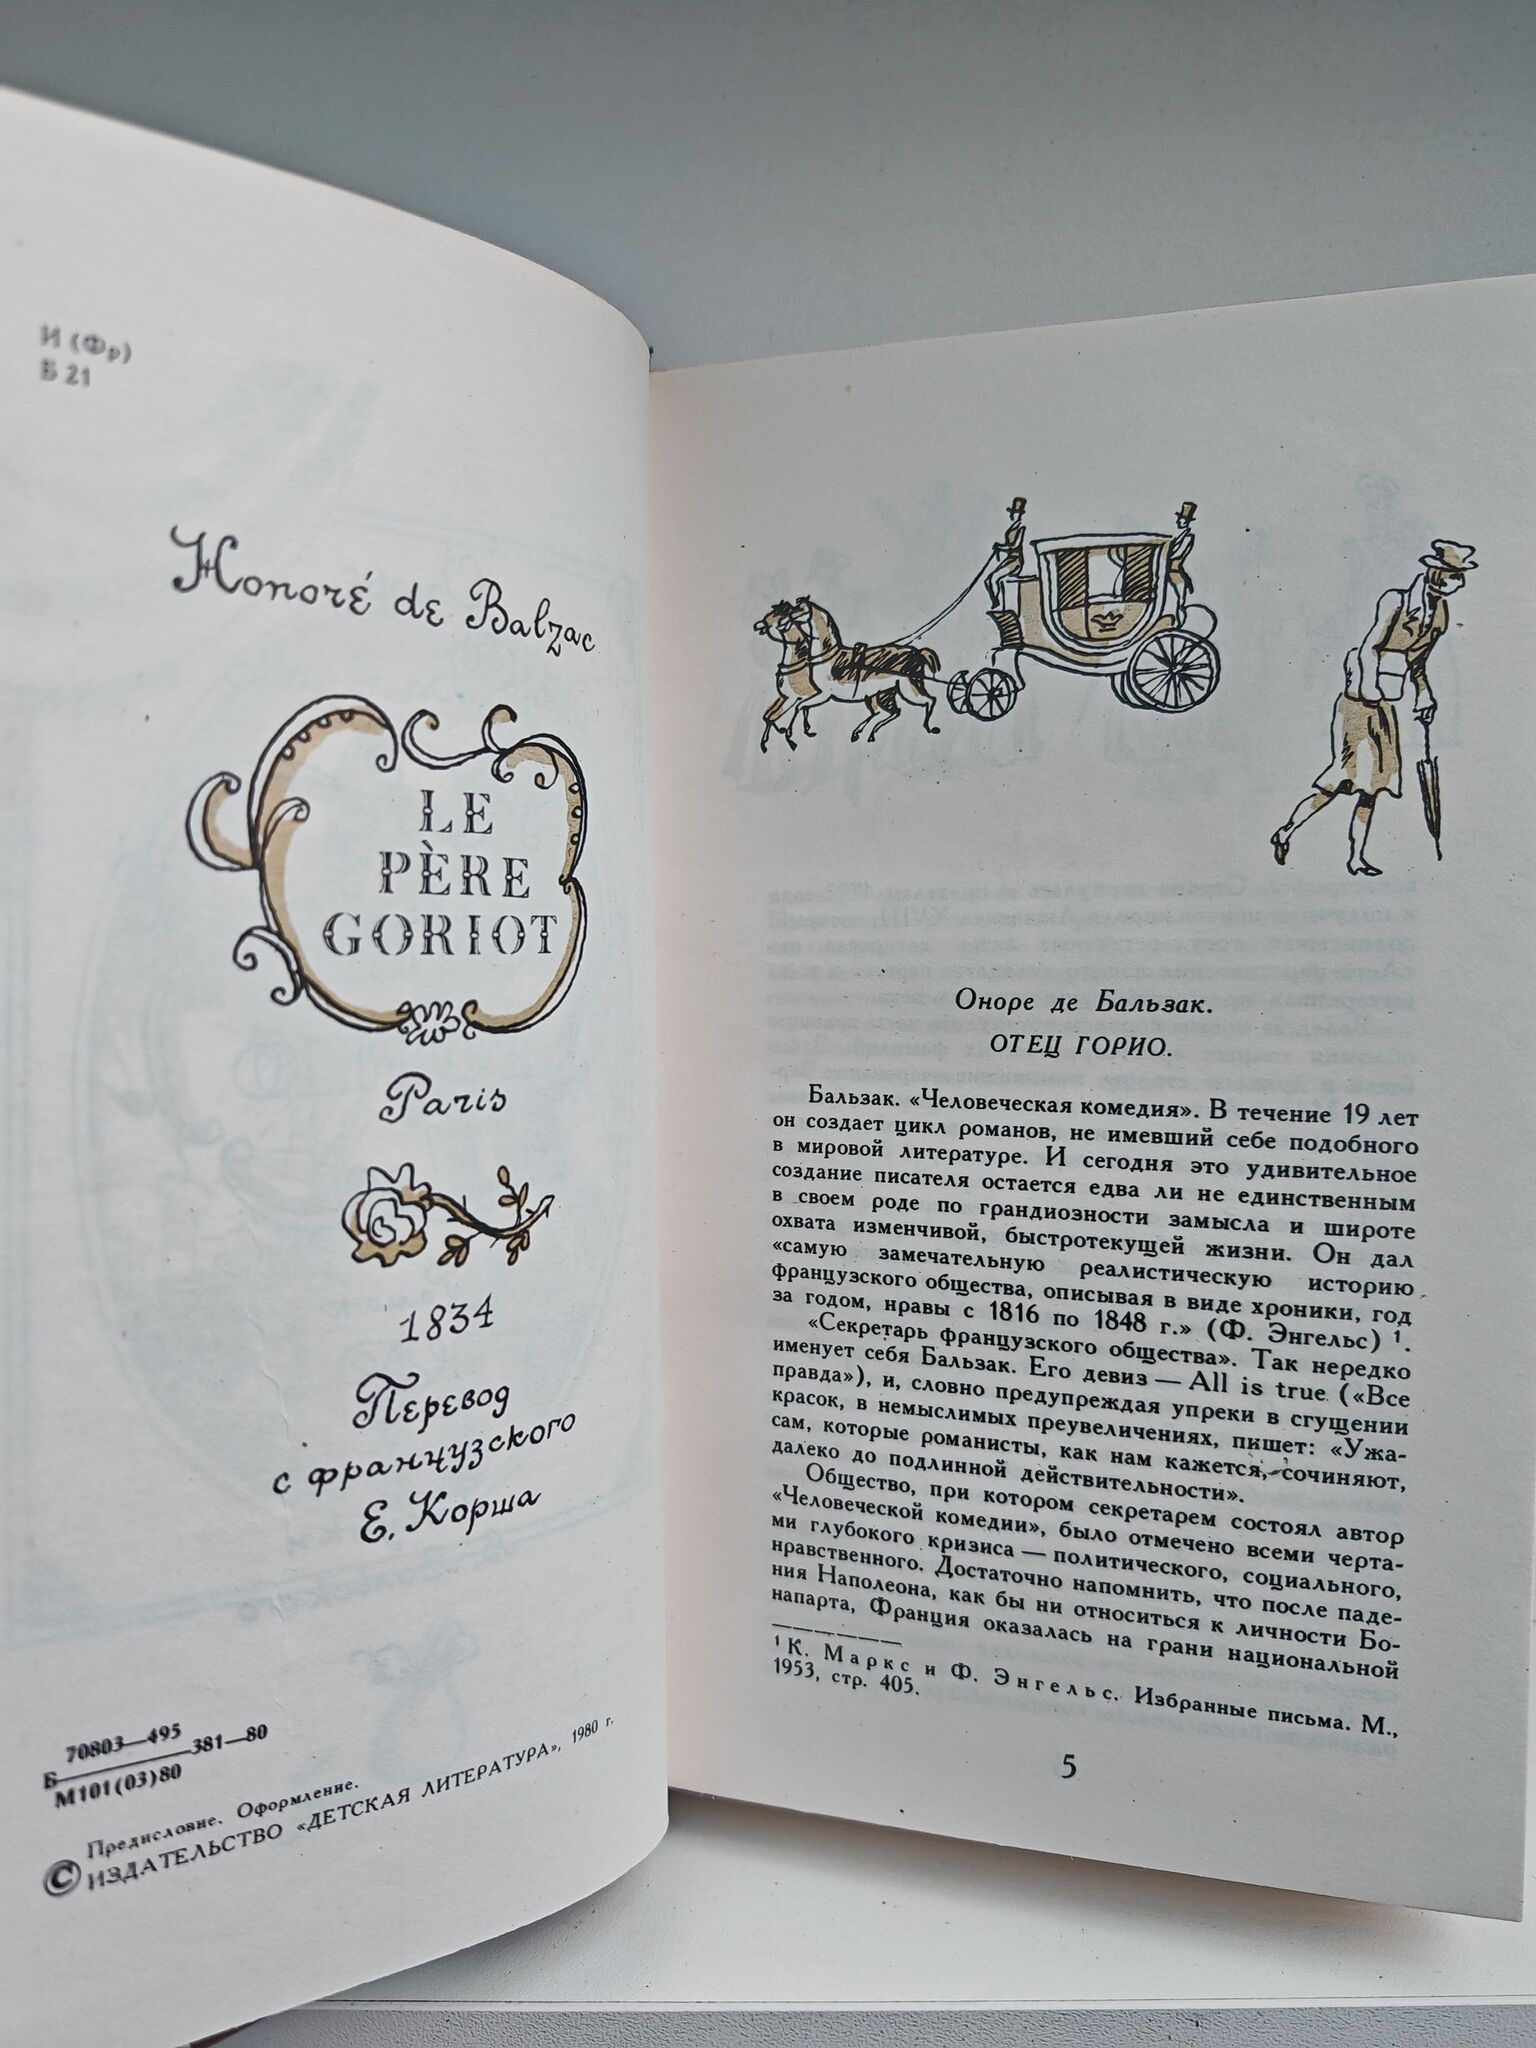 И (Фр)
Б 21
Honoré de Balzac
LE
PÈRE
GORIOT
Paris
1834
Перевод
с французского
Е. Корша
70803—495
Б 381—80
М101(03)80
Предисловие. Оформление.
© ИЗДАТЕЛЬСТВО «ДЕТСКАЯ ЛИТЕРАТУРА», 1980 г.
Оноре де Бальзак.
ОТЕЦ ГОРИО.
Бальзак. «Человеческая комедия». В течение 19 лет
он создает цикл романов, не имевший себе подобного
в мировой литературе. И сегодня это удивительное
создание писателя остается едва ли не единственным
в своем роде по грандиозности замысла и широте
охвата изменчивой, быстротекущей жизни. Он дал
«самую замечательную реалистическую историю
французского общества, описывая в виде хроники, год
за годом, нравы с 1816 по 1848 г.» (Ф. Энгельс) ¹.
«Секретарь французского общества». Так нередко
именует себя Бальзак. Его девиз — All is true («Все
правда»), и, словно предупреждая упреки в сгущении
красок, в немыслимых преувеличениях, пишет: «Ужа-
сам, которые романисты, как нам кажется, сочиняют,
далеко до подлинной действительности».
Общество, при котором секретарем состоял автор
«Человеческой комедии», было отмечено всеми черта-
ми глубокого кризиса — политического, социального,
нравственного. Достаточно напомнить, что после паде-
ния Наполеона, как бы ни относиться к личности Бо-
напарта, Франция оказалась на грани национальной
¹ К. Маркс и Ф. Энгельс. Избранные письма. М.,
1953, стр. 405.
5